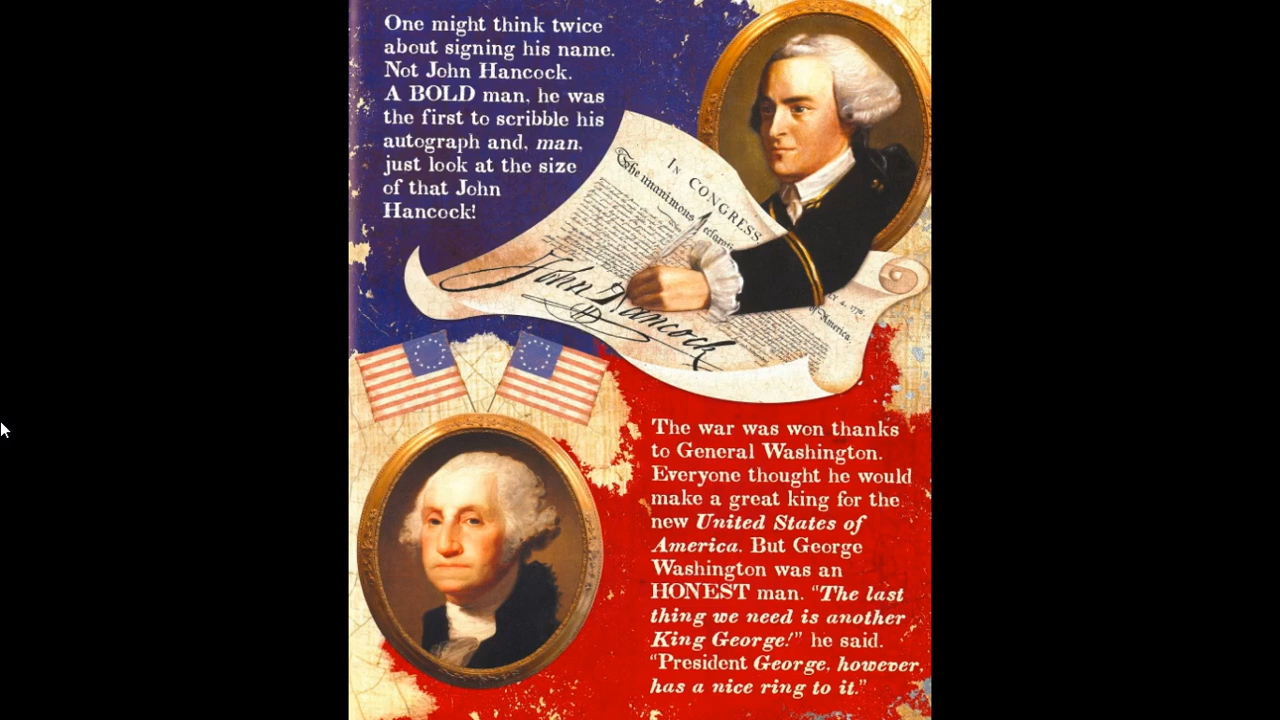 One might think twice
about signing his name.
Not John Hancock.
A BOLD man, he was
the first to scribble his
autograph and, man,
just look at the size
of that John
Hancock!
IN CONGRESS
The unanimous
John Hancock
of America.
The war was won thanks
to General Washington.
Everyone thought he would
make a great king for the
new United States of
America. But George
Washington was an
HONEST man. “The last
thing we need is another
King George!” he said.
“President George, however,
has a nice ring to it.”